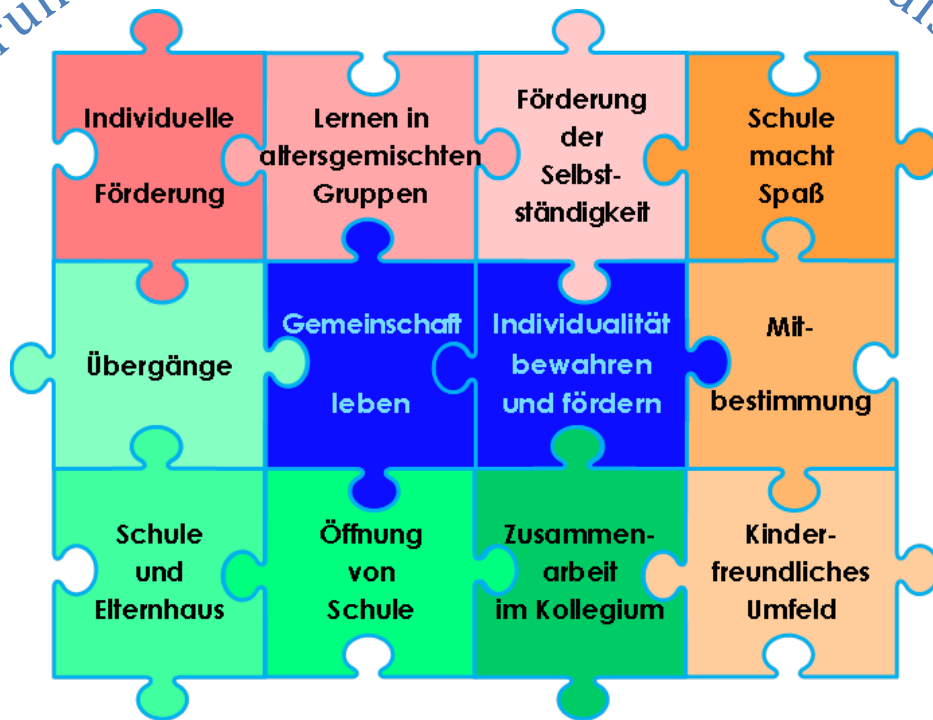 Individuelle
Förderung
Lernen in
altersgemischten
Gruppen
Förderung
der
Selbst-
ständigkeit
Schule
macht
Spaß
Übergänge
Gemeinschaft
leben
Individualität
bewahren
und fördern
Mit-
bestimmung
Schule
und
Elternhaus
Öffnung
von
Schule
Zusammen-
arbeit
im Kollegium
Kinder-
freundliches
Umfeld